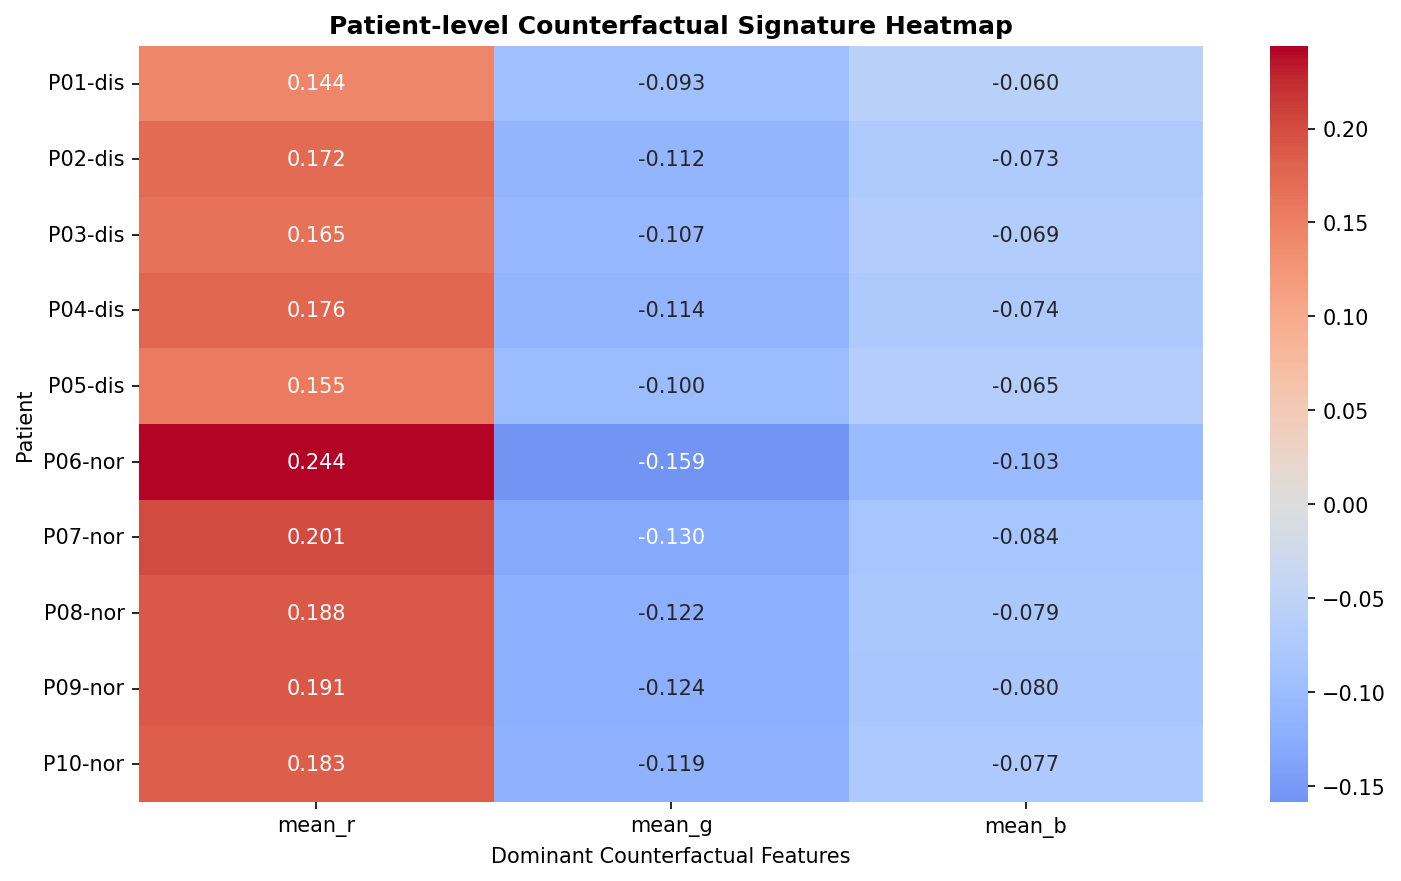 Patient-level Counterfactual Signature Heatmap
P01-dis 0.144 -0.093 -0.060
P02-dis 0.172 -0.112 -0.073
P03-dis 0.165 -0.107 -0.069
P04-dis 0.176 -0.114 -0.074
P05-dis 0.155 -0.100 -0.065
P06-nor 0.244 -0.159 -0.103
P07-nor 0.201 -0.130 -0.084
P08-nor 0.188 -0.122 -0.079
P09-nor 0.191 -0.124 -0.080
P10-nor 0.183 -0.119 -0.077
Patient
mean_r mean_g mean_b
Dominant Counterfactual Features
0.20
0.15
0.10
0.05
0.00
−0.05
−0.10
−0.15